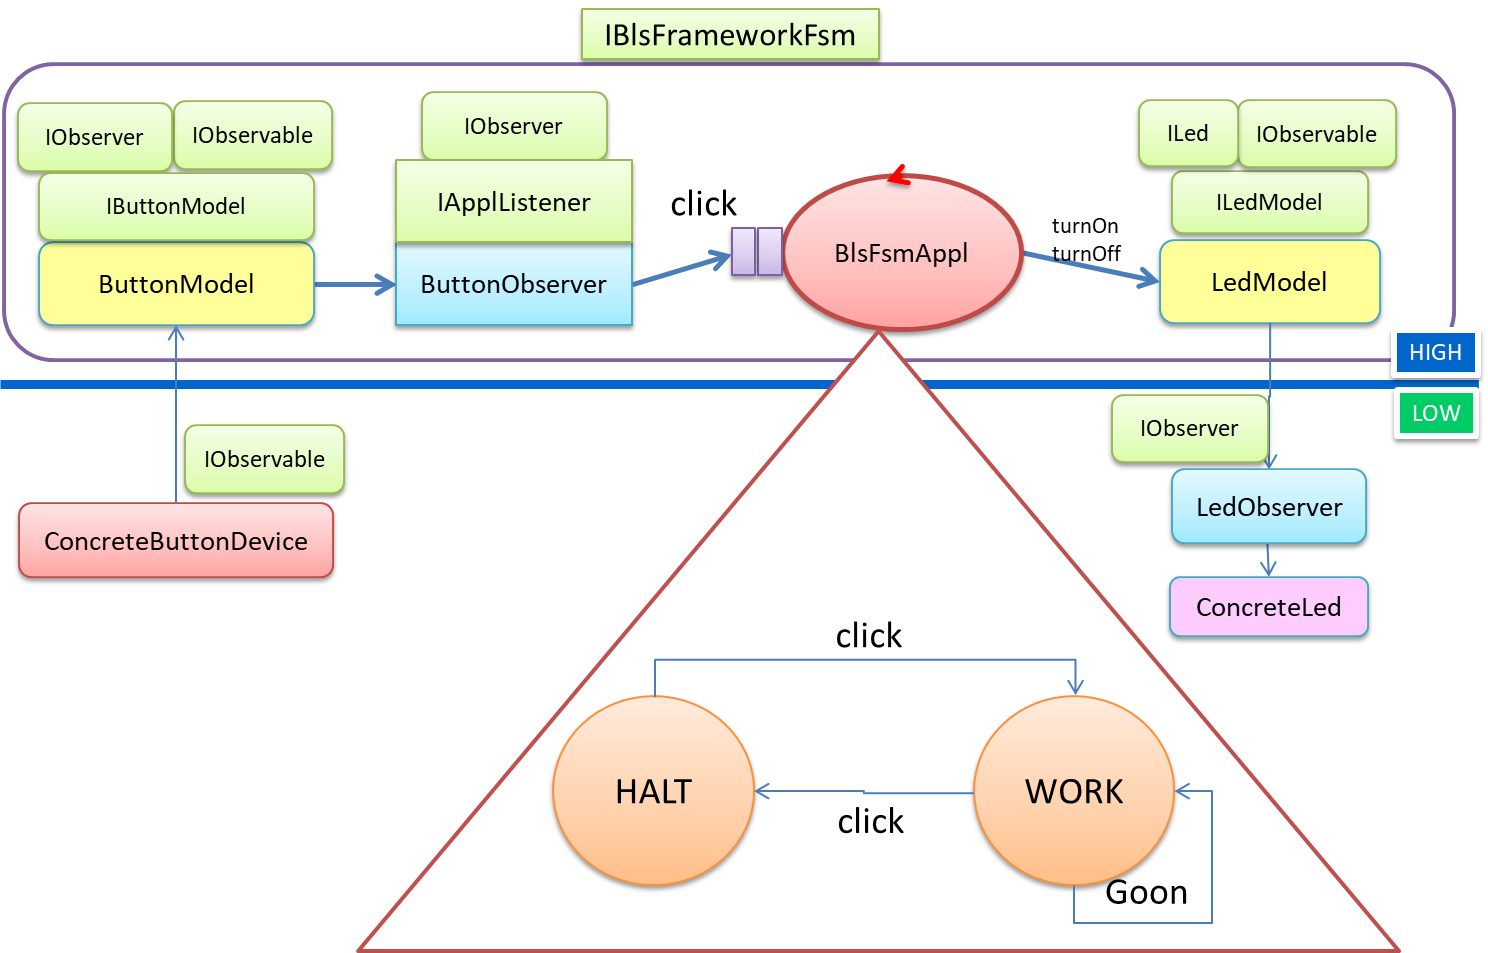 IBlsFrameworkFsm
IObserver
IObservable
IButtonModel
ButtonModel
IObserver
IApplListener
ButtonObserver
click
BlsFsmAppl
turnOn
turnOff
ILed
IObservable
ILedModel
LedModel
HIGH
LOW
IObservable
ConcreteButtonDevice
IObserver
LedObserver
ConcreteLed
click
HALT
WORK
click
Goon